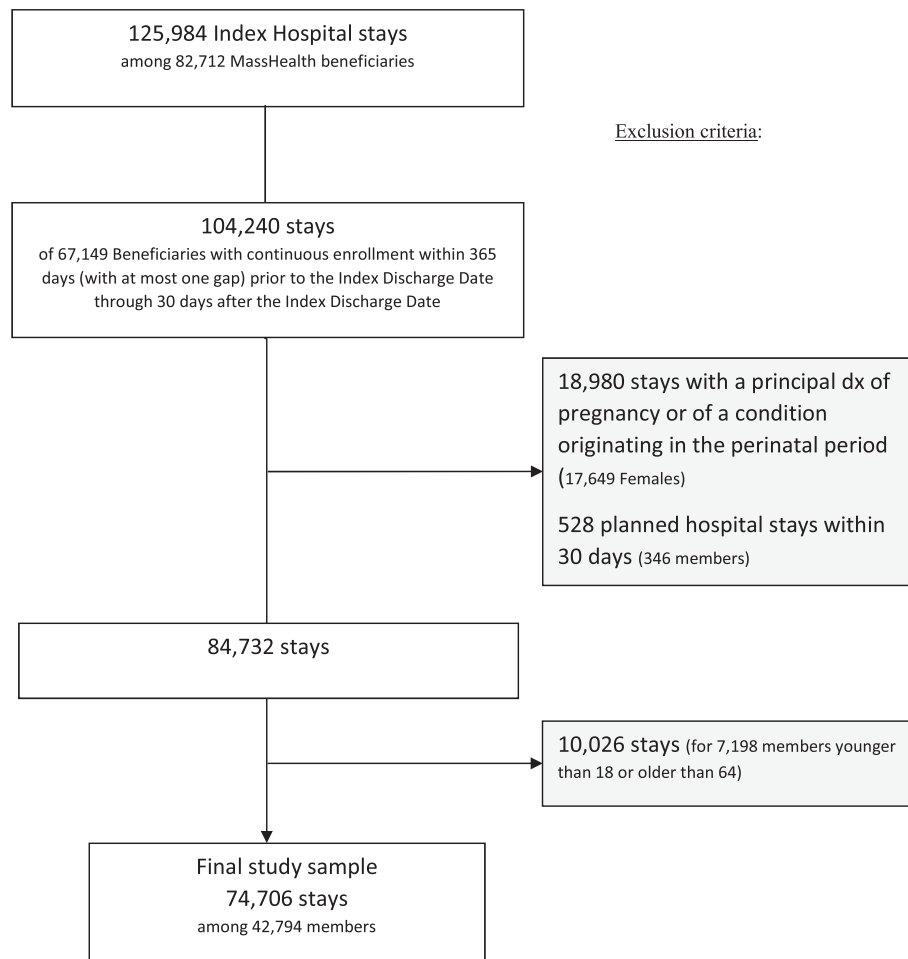 125,984 Index Hospital stays
among 82,712 MassHealth beneficiaries
Exclusion criteria:
104,240 stays
of 67,149 Beneficiaries with continuous enrollment within 365
days (with at most one gap) prior to the Index Discharge Date
through 30 days after the Index Discharge Date
18,980 stays with a principal dx of
pregnancy or of a condition
originating in the perinatal period
(17,649 Females)
528 planned hospital stays within
30 days (346 members)
84,732 stays
10,026 stays (for 7,198 members younger
than 18 or older than 64)
Final study sample
74,706 stays
among 42,794 members